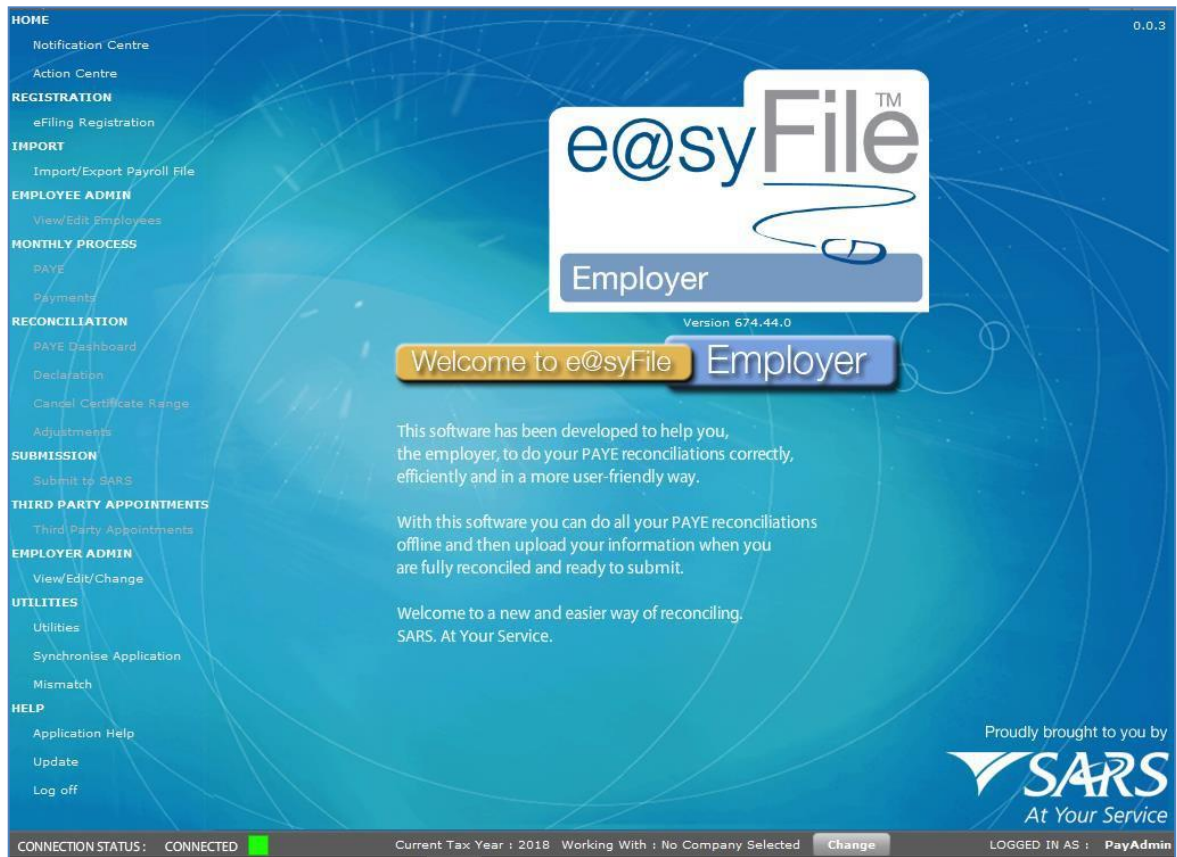 HOME
Notification Centre
Action Centre
REGISTRATION
eFiling Registration
IMPORT
Import/Export Payroll File
EMPLOYEE ADMIN
View/Edit Employees
MONTHLY PROCESS
PAYE
Payments
RECONCILIATION
PAYE Dashboard
Declaration
Cancel Certificate Range
Adjustments
SUBMISSION
Submit to SARS
THIRD PARTY APPOINTMENTS
Third Party Appointments
EMPLOYER ADMIN
View/Edit/Change
UTILITIES
Utilities
Synchronise Application
Mismatch
HELP
Application Help
Update
Log off
0.0.3
e@syFile™
Employer
Version 674.44.0
Welcome to e@syFile Employer
This software has been developed to help you,
the employer, to do your PAYE reconciliations correctly,
efficiently and in a more user-friendly way.
With this software you can do all your PAYE reconciliations
offline and then upload your information when you
are fully reconciled and ready to submit.
Welcome to a new and easier way of reconciling.
SARS. At Your Service.
Proudly brought to you by
SARS
At Your Service
CONNECTION STATUS : CONNECTED Current Tax Year : 2018 Working With : No Company Selected Change LOGGED IN AS : PayAdmin